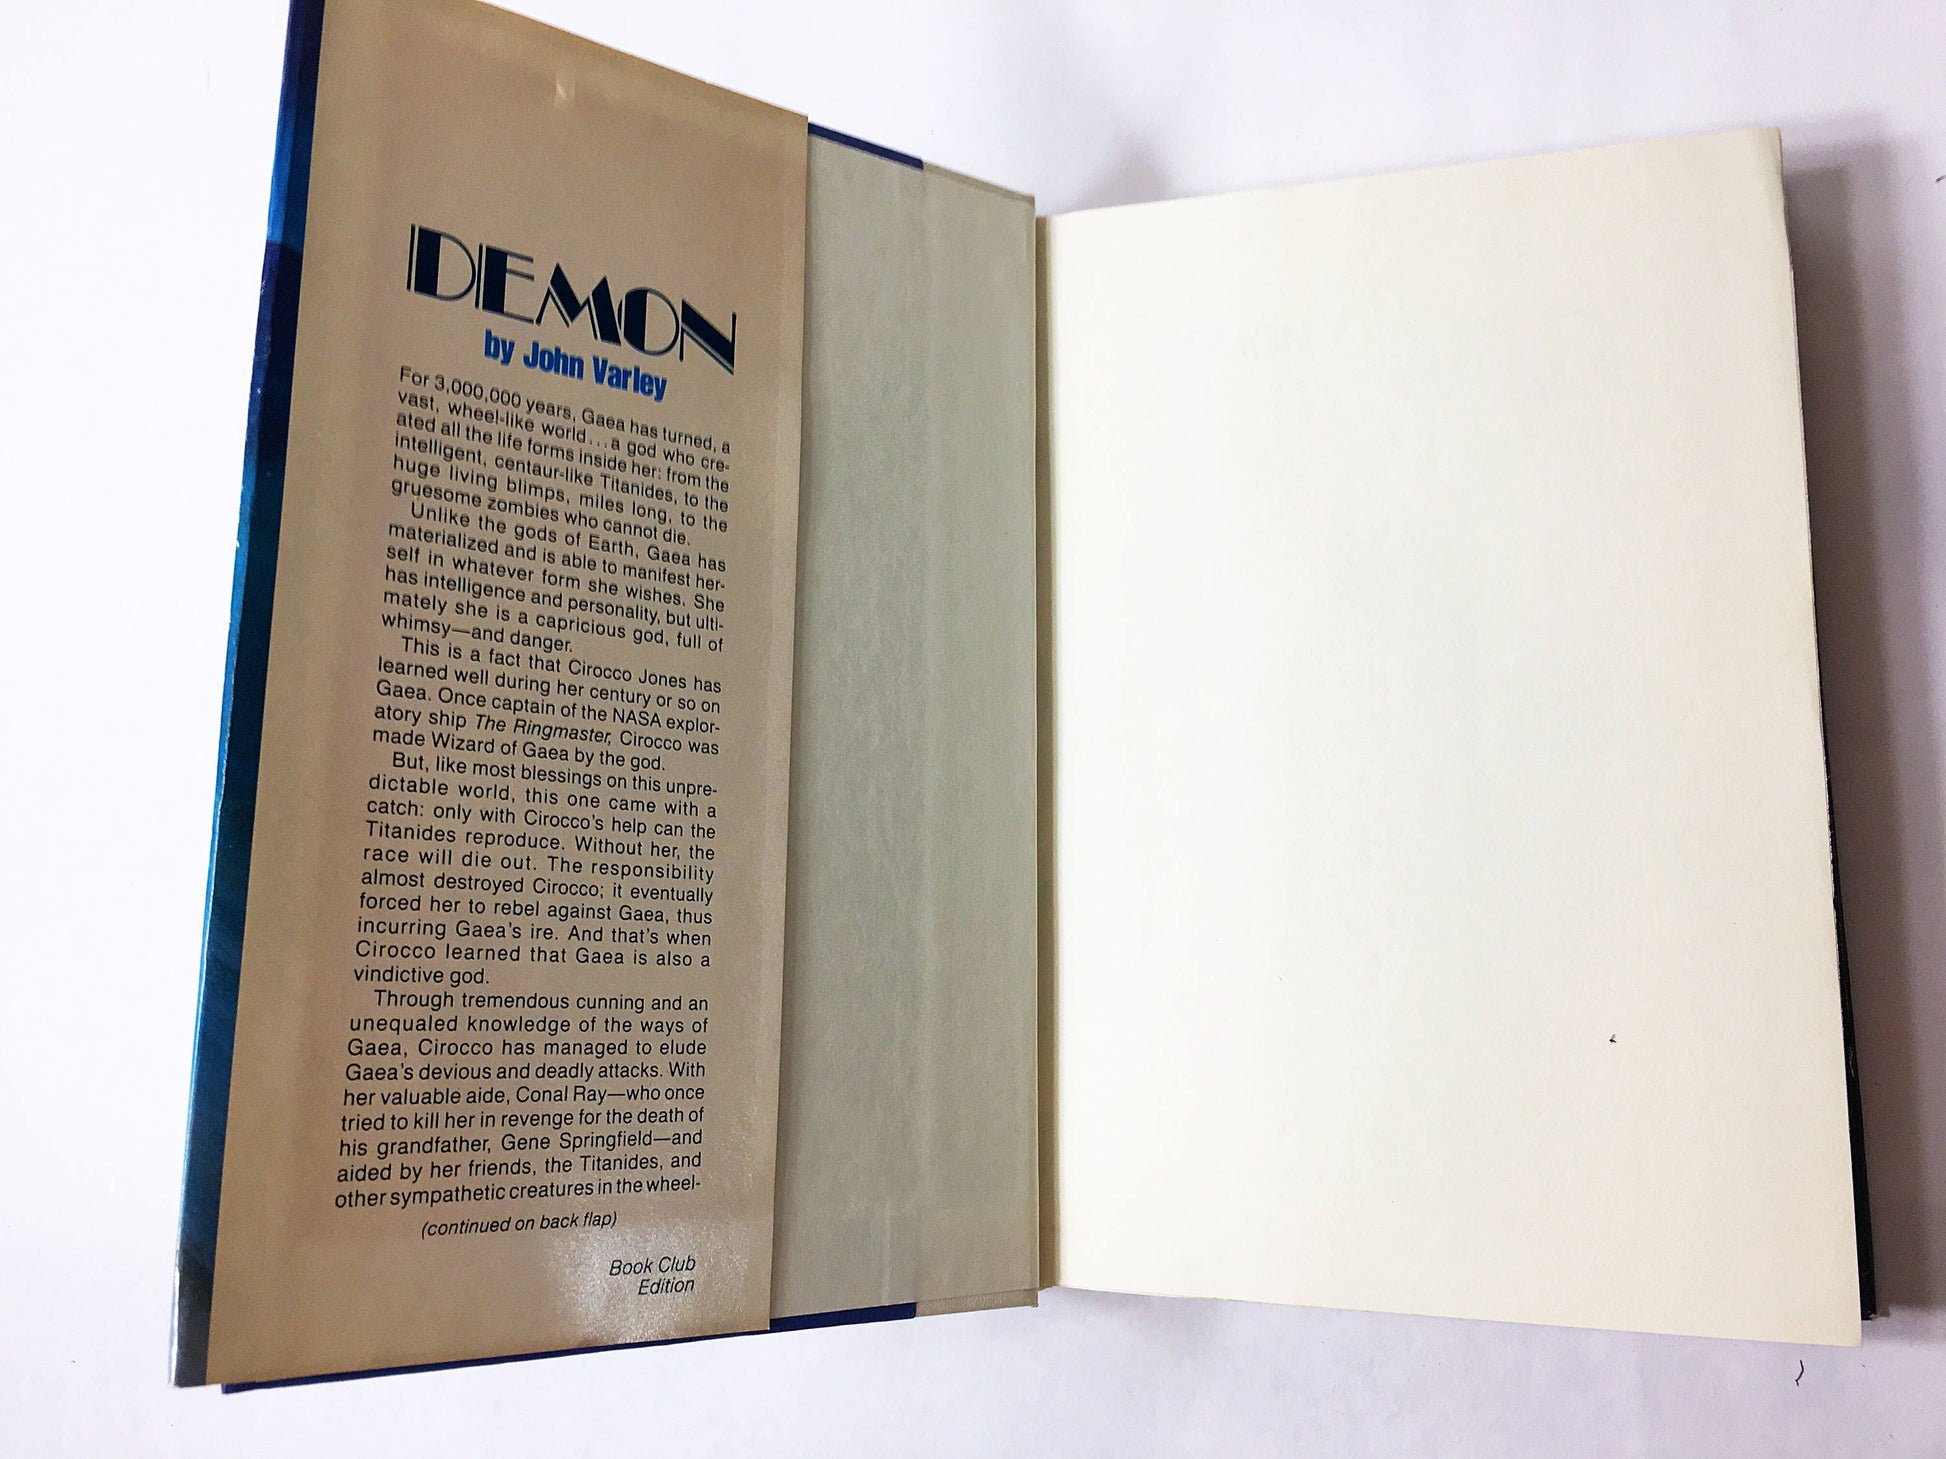 DEMON
by John Varley
For 3,000,000 years, Gaea has turned, a
vast, wheel-like world...a god who cre-
ated all the life forms inside her: from the
intelligent, centaur-like Titanides, to the
huge living blimps, miles long, to the
gruesome zombies who cannot die.
Unlike the gods of Earth, Gaea has
materialized and is able to manifest her-
self in whatever form she wishes. She
has intelligence and personality, but ulti-
mately she is a capricious god, full of
whimsy—and danger.
This is a fact that Cirocco Jones has
learned well during her century or so on
Gaea. Once captain of the NASA explor-
atory ship The Ringmaster, Cirocco was
made Wizard of Gaea by the god.
But, like most blessings on this unpre-
dictable world, this one came with a
catch: only with Cirocco's help can the
Titanides reproduce. Without her, the
race will die out. The responsibility
almost destroyed Cirocco; it eventually
forced her to rebel against Gaea, thus
incurring Gaea's ire. And that's when
Cirocco learned that Gaea is also a
vindictive god.
Through tremendous cunning and an
unequaled knowledge of the ways of
Gaea, Cirocco has managed to elude
Gaea's devious and deadly attacks. With
her valuable aide, Conal Ray—who once
tried to kill her in revenge for the death of
his grandfather, Gene Springfield—and
aided by her friends, the Titanides, and
other sympathetic creatures in the wheel-
(continued on back flap)
Book Club
Edition